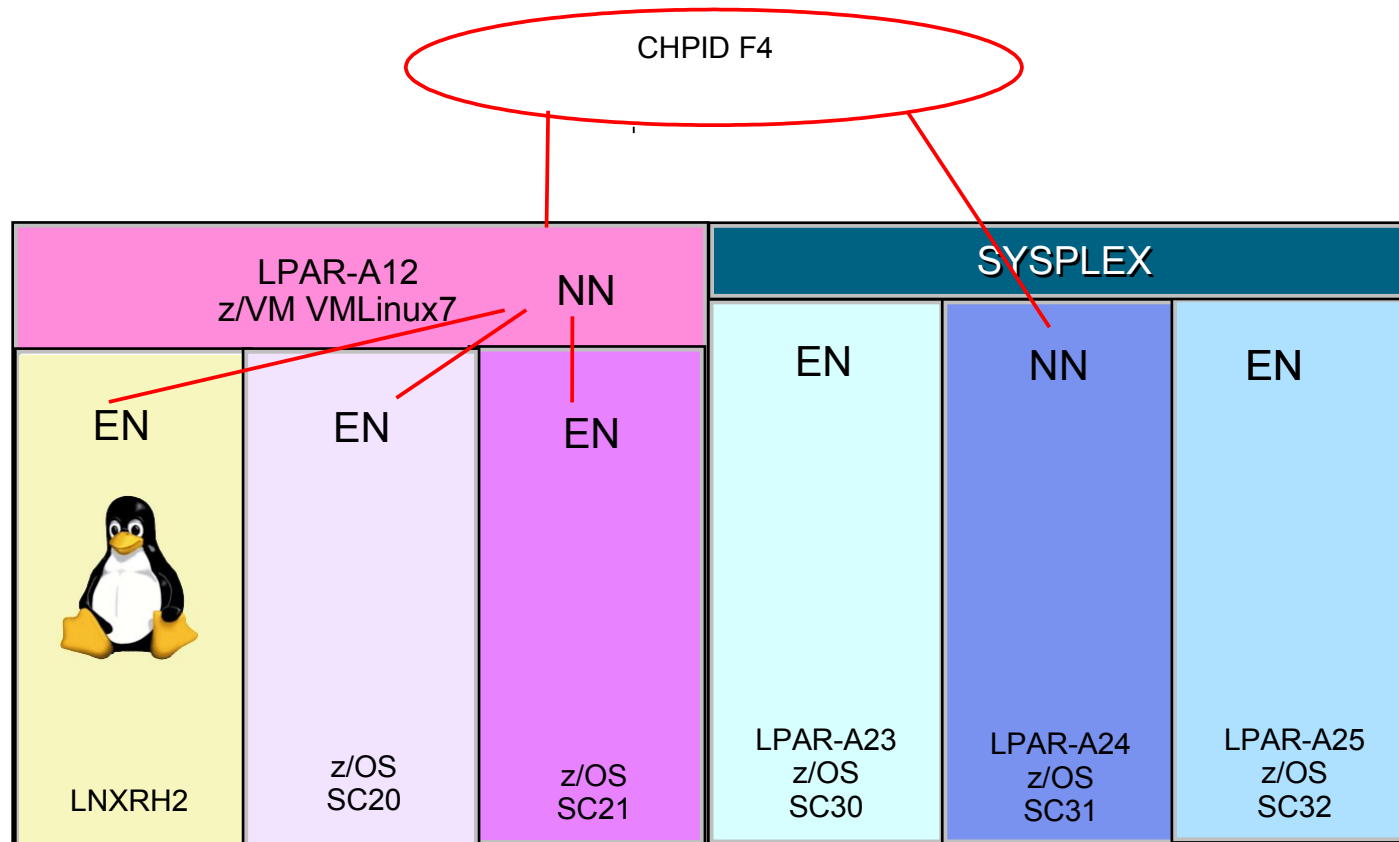 CHPID F4
LPAR-A12
z/VM VMLinux7
NN
SYSPLEX
EN
EN
EN
EN
NN
EN
LNXRH2
z/OS
SC20
z/OS
SC21
LPAR-A23
z/OS
SC30
LPAR-A24
z/OS
SC31
LPAR-A25
z/OS
SC32